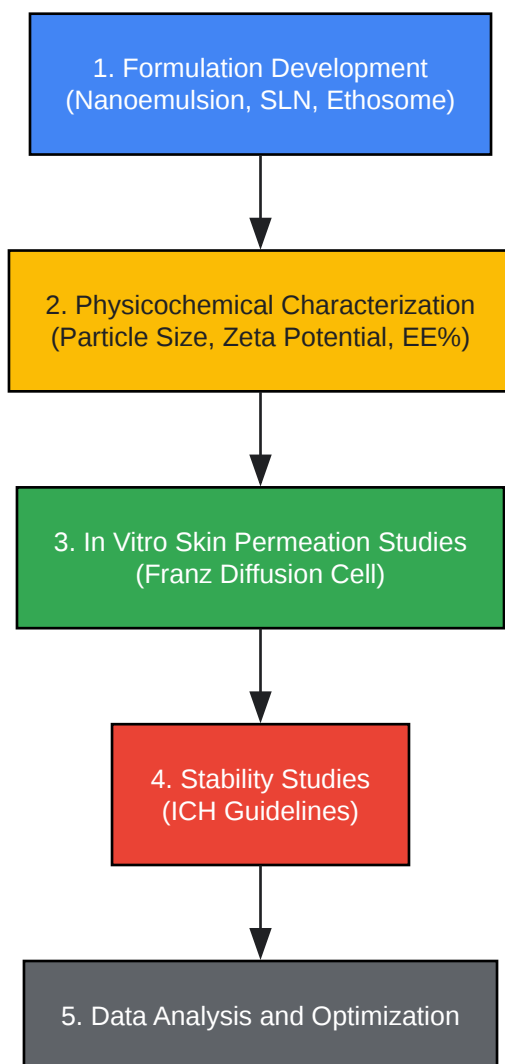 1. Formulation Development
(Nanoemulsion, SLN, Ethosome)
2. Physicochemical Characterization
(Particle Size, Zeta Potential, EE%)
3. In Vitro Skin Permeation Studies
(Franz Diffusion Cell)
4. Stability Studies
(ICH Guidelines)
5. Data Analysis and Optimization